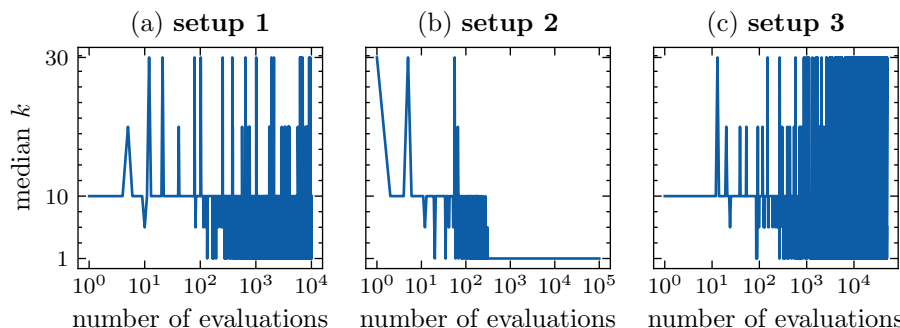 (a) setup 1
(b) setup 2
(c) setup 3
median k
30
10
1
10^0 10^1 10^2 10^3 10^4
10^0 10^1 10^2 10^3 10^4 10^5
10^0 10^1 10^2 10^3 10^4
number of evaluations
number of evaluations
number of evaluations